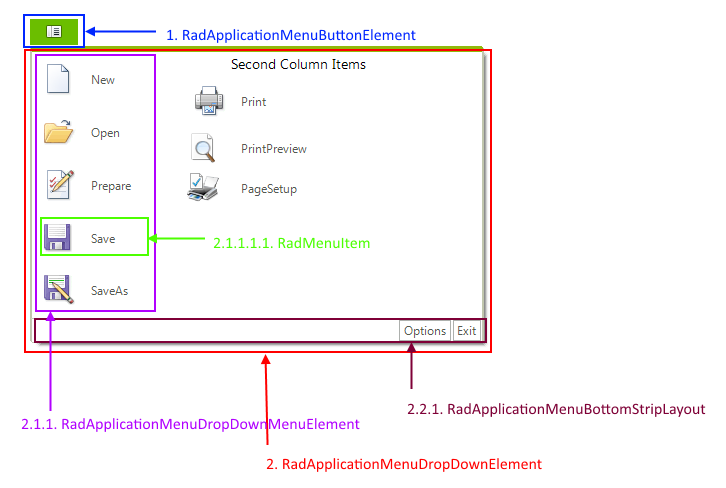 1. RadApplicationMenuButtonElement
Second Column Items
New
Print
Open
PrintPreview
Prepare
PageSetup
Save
2.1.1.1.1. RadMenuItem
SaveAs
Options Exit
2.2.1. RadApplicationMenuBottomStripLayout
2.1.1. RadApplicationMenuDropDownMenuElement
2. RadApplicationMenuDropDownElement